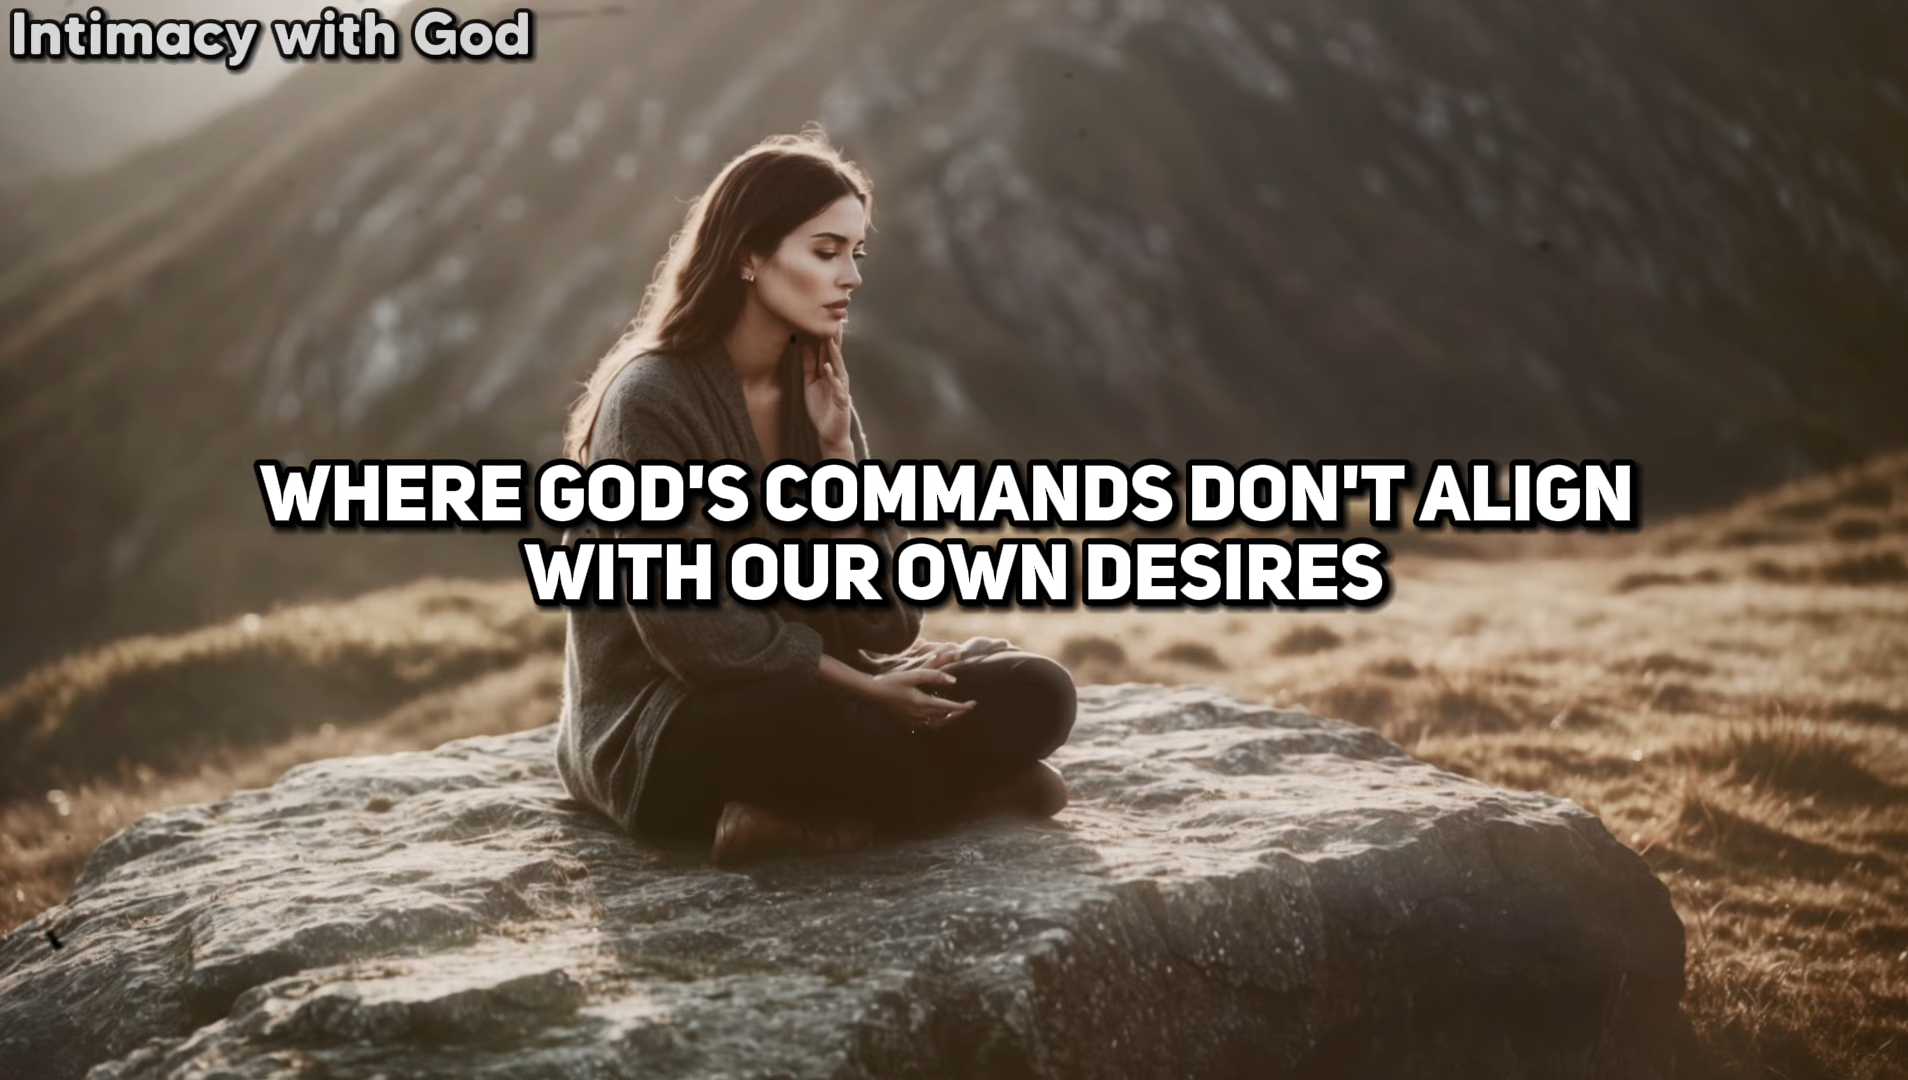 Intimacy with God
WHERE GOD'S COMMANDS DON'T ALIGN
WITH OUR OWN DESIRES